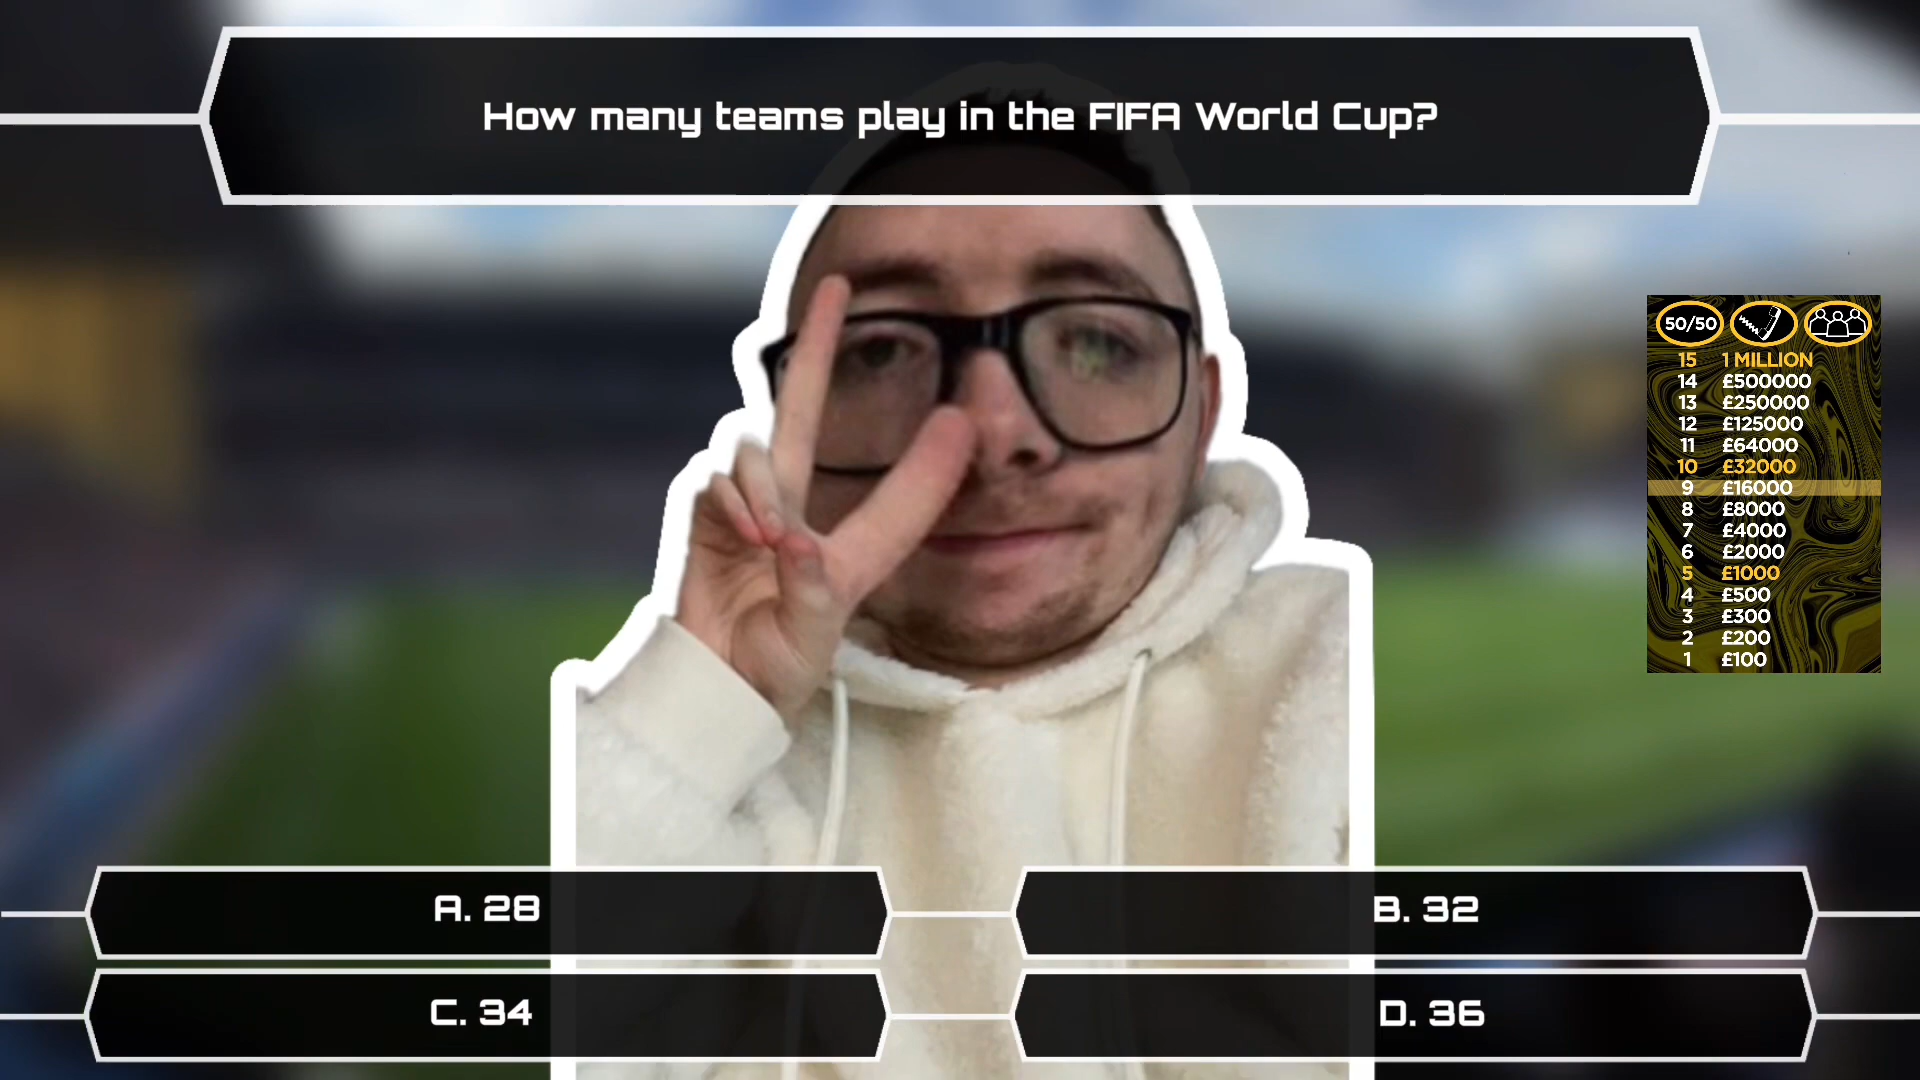 How many teams play in the FIFA World Cup?
50/50
15 1 MILLION
14 £500000
13 £250000
12 £125000
11 £64000
10 £32000
9 £16000
8 £8000
7 £4000
6 £2000
5 £1000
4 £500
3 £300
2 £200
1 £100
A. 28
B. 32
C. 34
D. 36